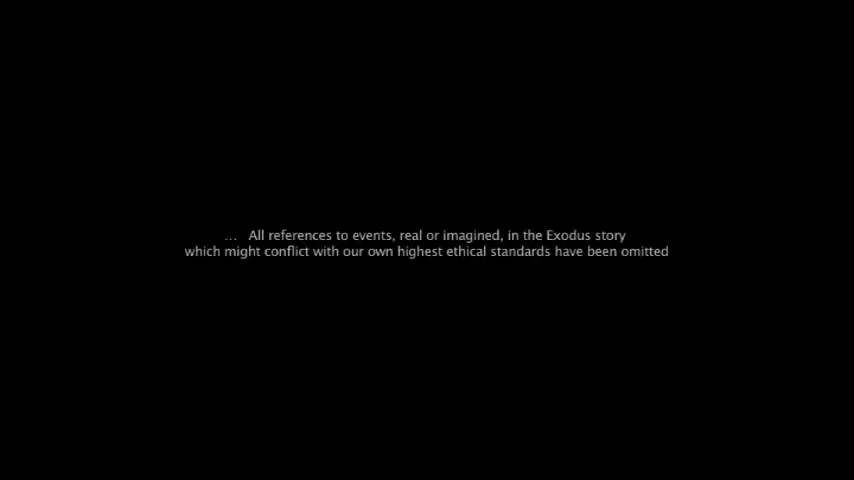 … All references to events, real or imagined, in the Exodus story
which might conflict with our own highest ethical standards have been omitted